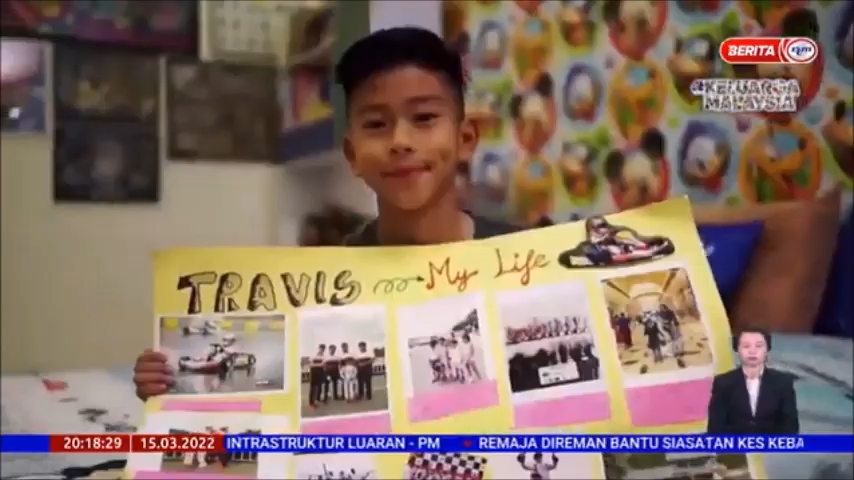 BERITA rtm
#KELUARGA
MALAYSIA
TRAVIS My Life
20:18:29 15.03.2022 INTRASTRUKTUR LUARAN - PM • REMAJA DIREMAN BANTU SIASATAN KES KEBA